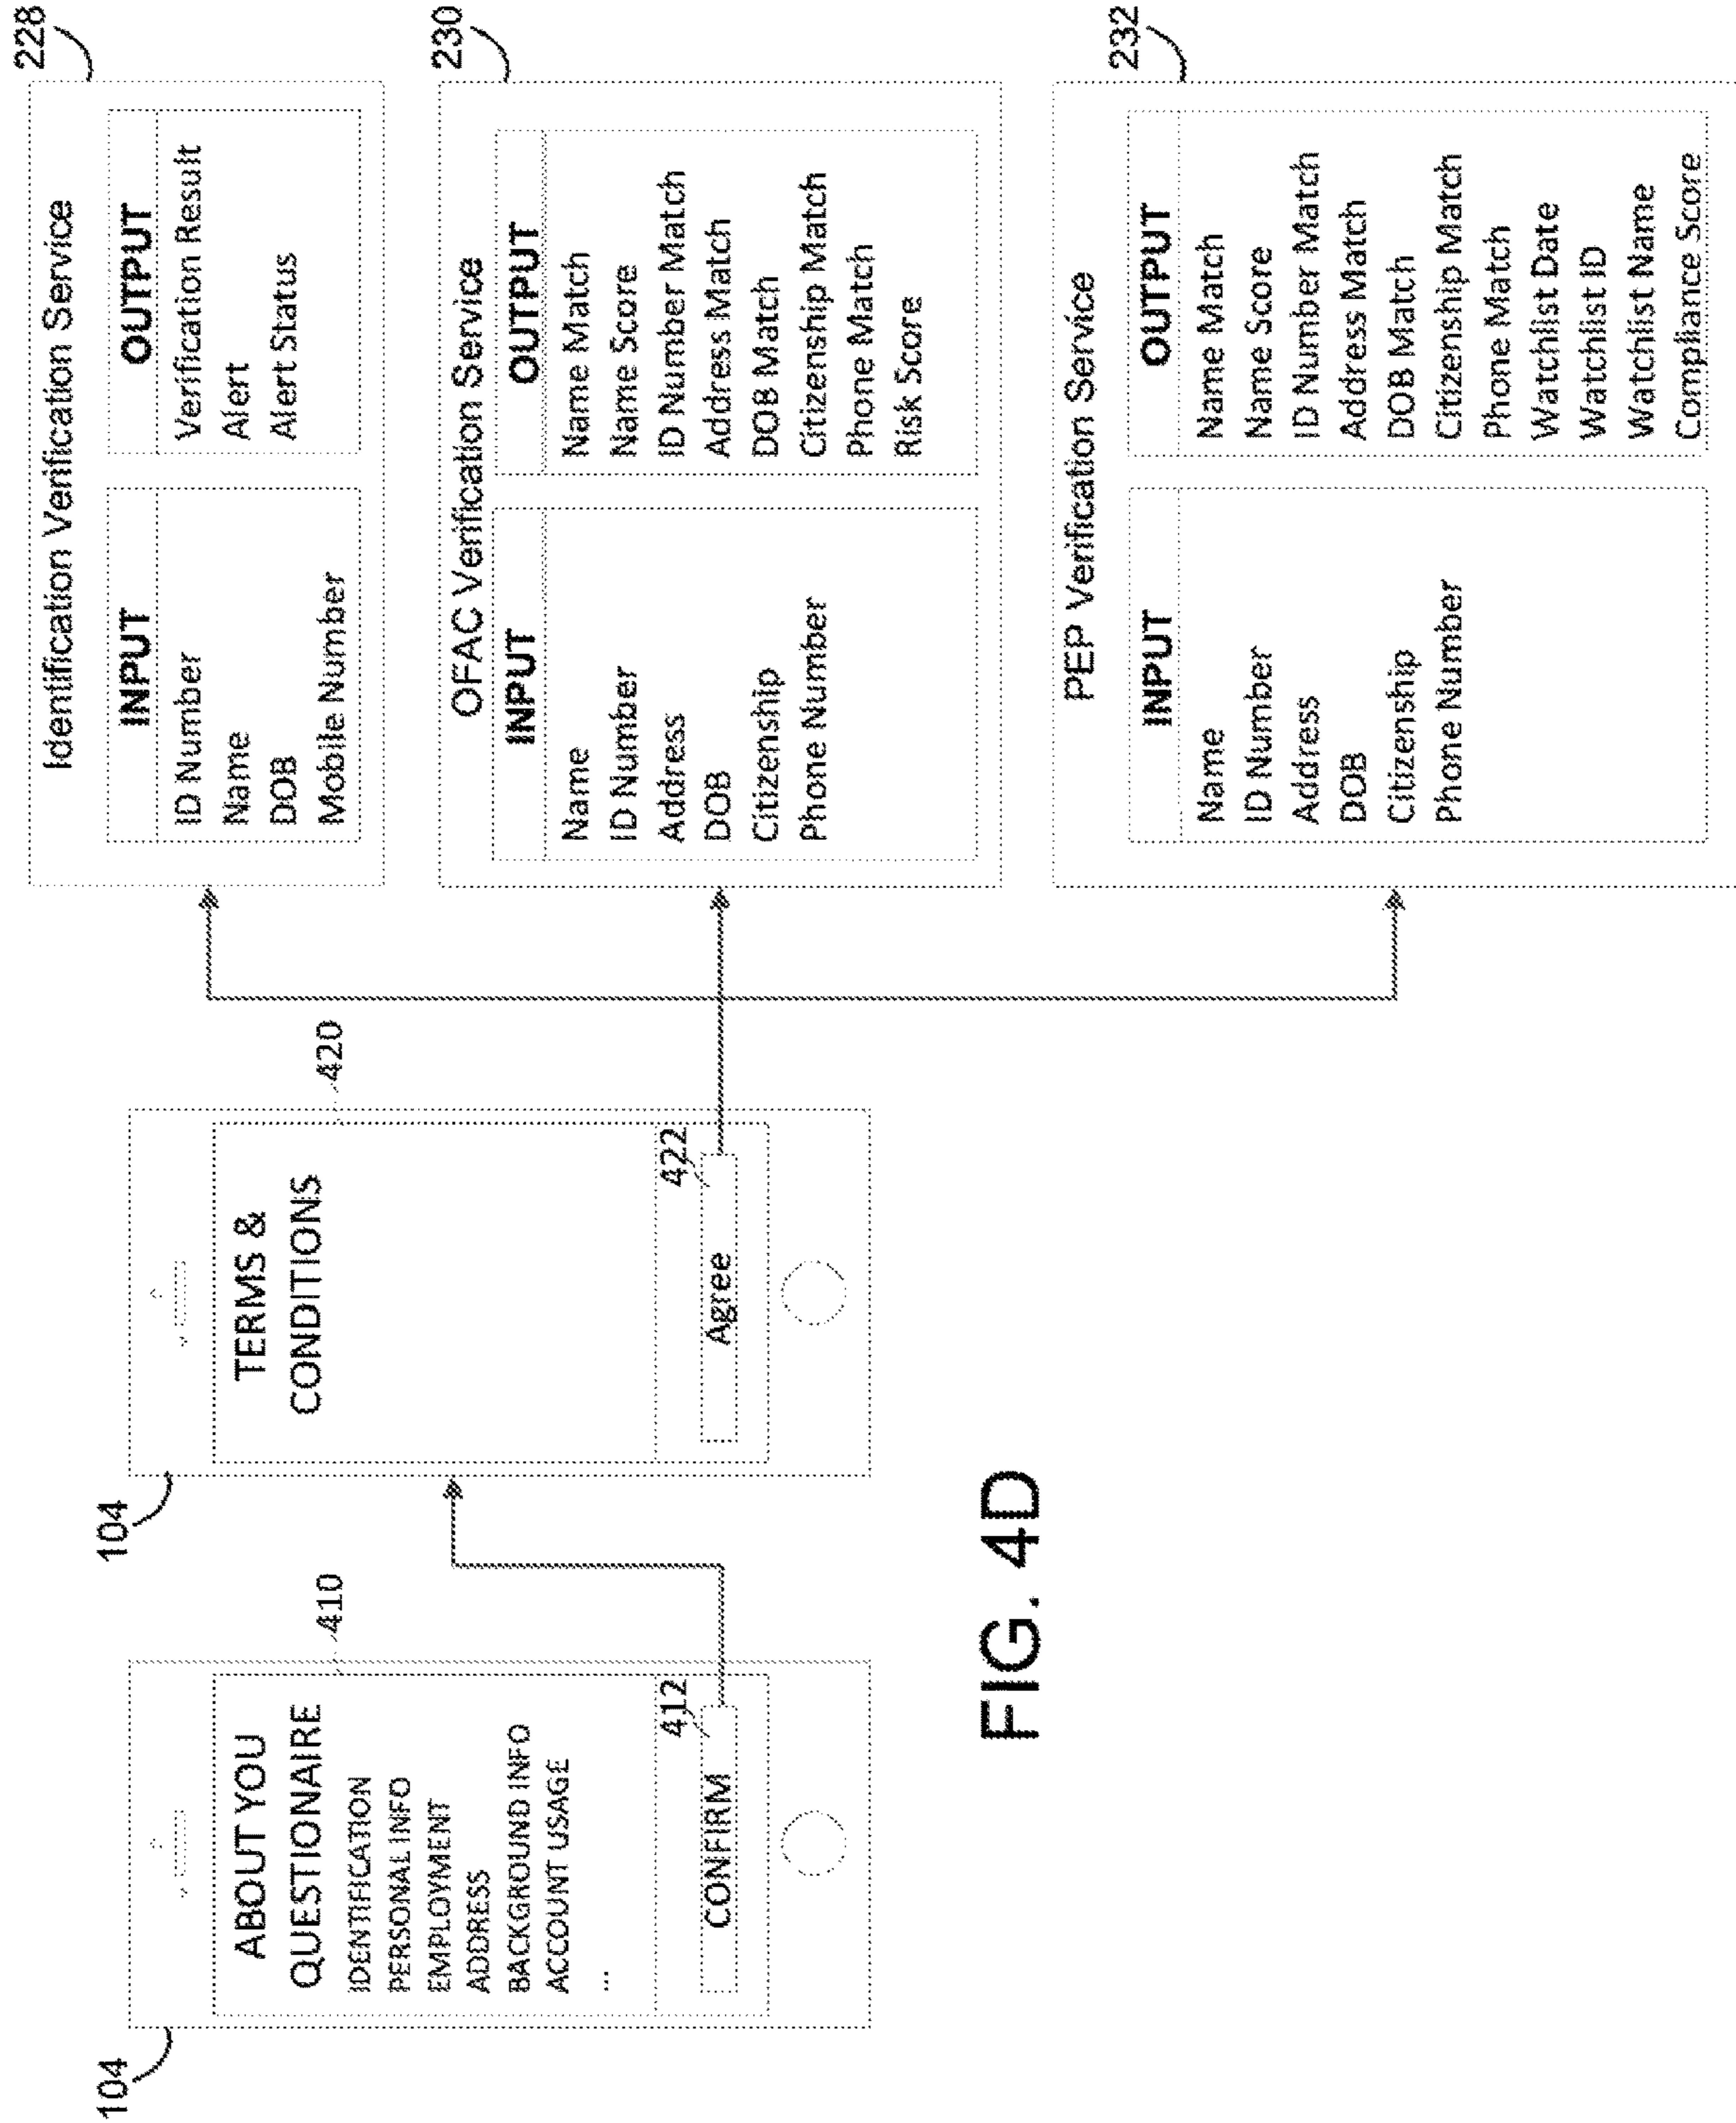 104
ABOUT YOU
QUESTIONAIRE
IDENTIFICATION
PERSONAL INFO
EMPLOYMENT
ADDRESS
BACKGROUND INFO
ACCOUNT USAGE
...
410
412
CONFIRM
104
TERMS &
CONDITIONS
420
422
Agree
228
Identification Verification Service
INPUT
ID Number
Name
DOB
Mobile Number
OUTPUT
Verification Result
Alert
Alert Status
230
OFAC Verification Service
INPUT
Name
ID Number
Address
DOB
Citizenship
Phone Number
OUTPUT
Name Match
Name Score
ID Number Match
Address Match
DOB Match
Citizenship Match
Phone Match
Risk Score
232
PEP Verification Service
INPUT
Name
ID Number
Address
DOB
Citizenship
Phone Number
OUTPUT
Name Match
Name Score
ID Number Match
Address Match
DOB Match
Citizenship Match
Phone Match
Watchlist Date
Watchlist ID
Watchlist Name
Compliance Score
FIG. 4D